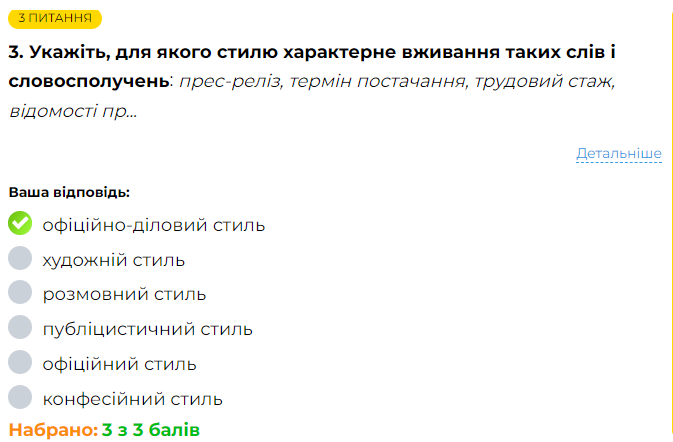 3 ПИТАННЯ
3. Укажіть, для якого стилю характерне вживання таких слів і
словосполучень: прес-реліз, термін постачання, трудовий стаж,
відомості пр...
Детальніше
Ваша відповідь:
офіційно-діловий стиль
художній стиль
розмовний стиль
публіцистичний стиль
офіційний стиль
конфесійний стиль
Набрано: 3 з 3 балів